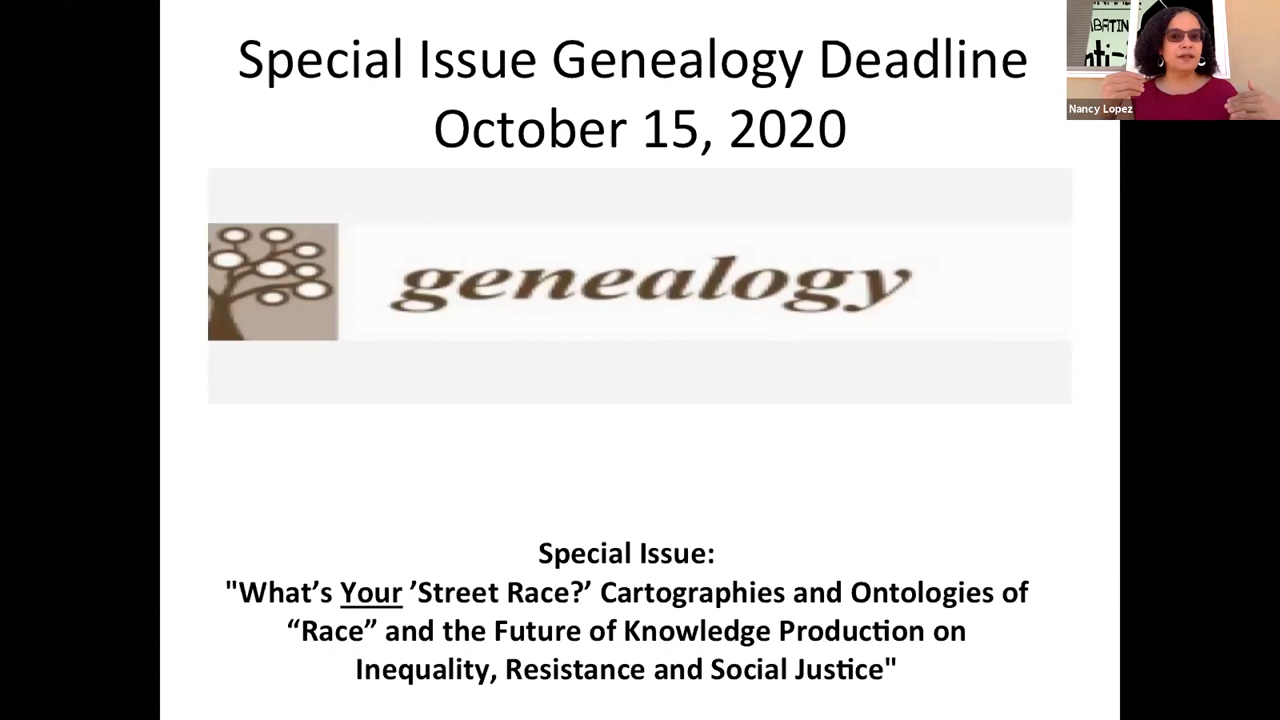 Special Issue Genealogy Deadline
October 15, 2020
genealogy
Special Issue:
"What’s Your ’Street Race?’ Cartographies and Ontologies of
“Race” and the Future of Knowledge Production on
Inequality, Resistance and Social Justice"
Nancy Lopez